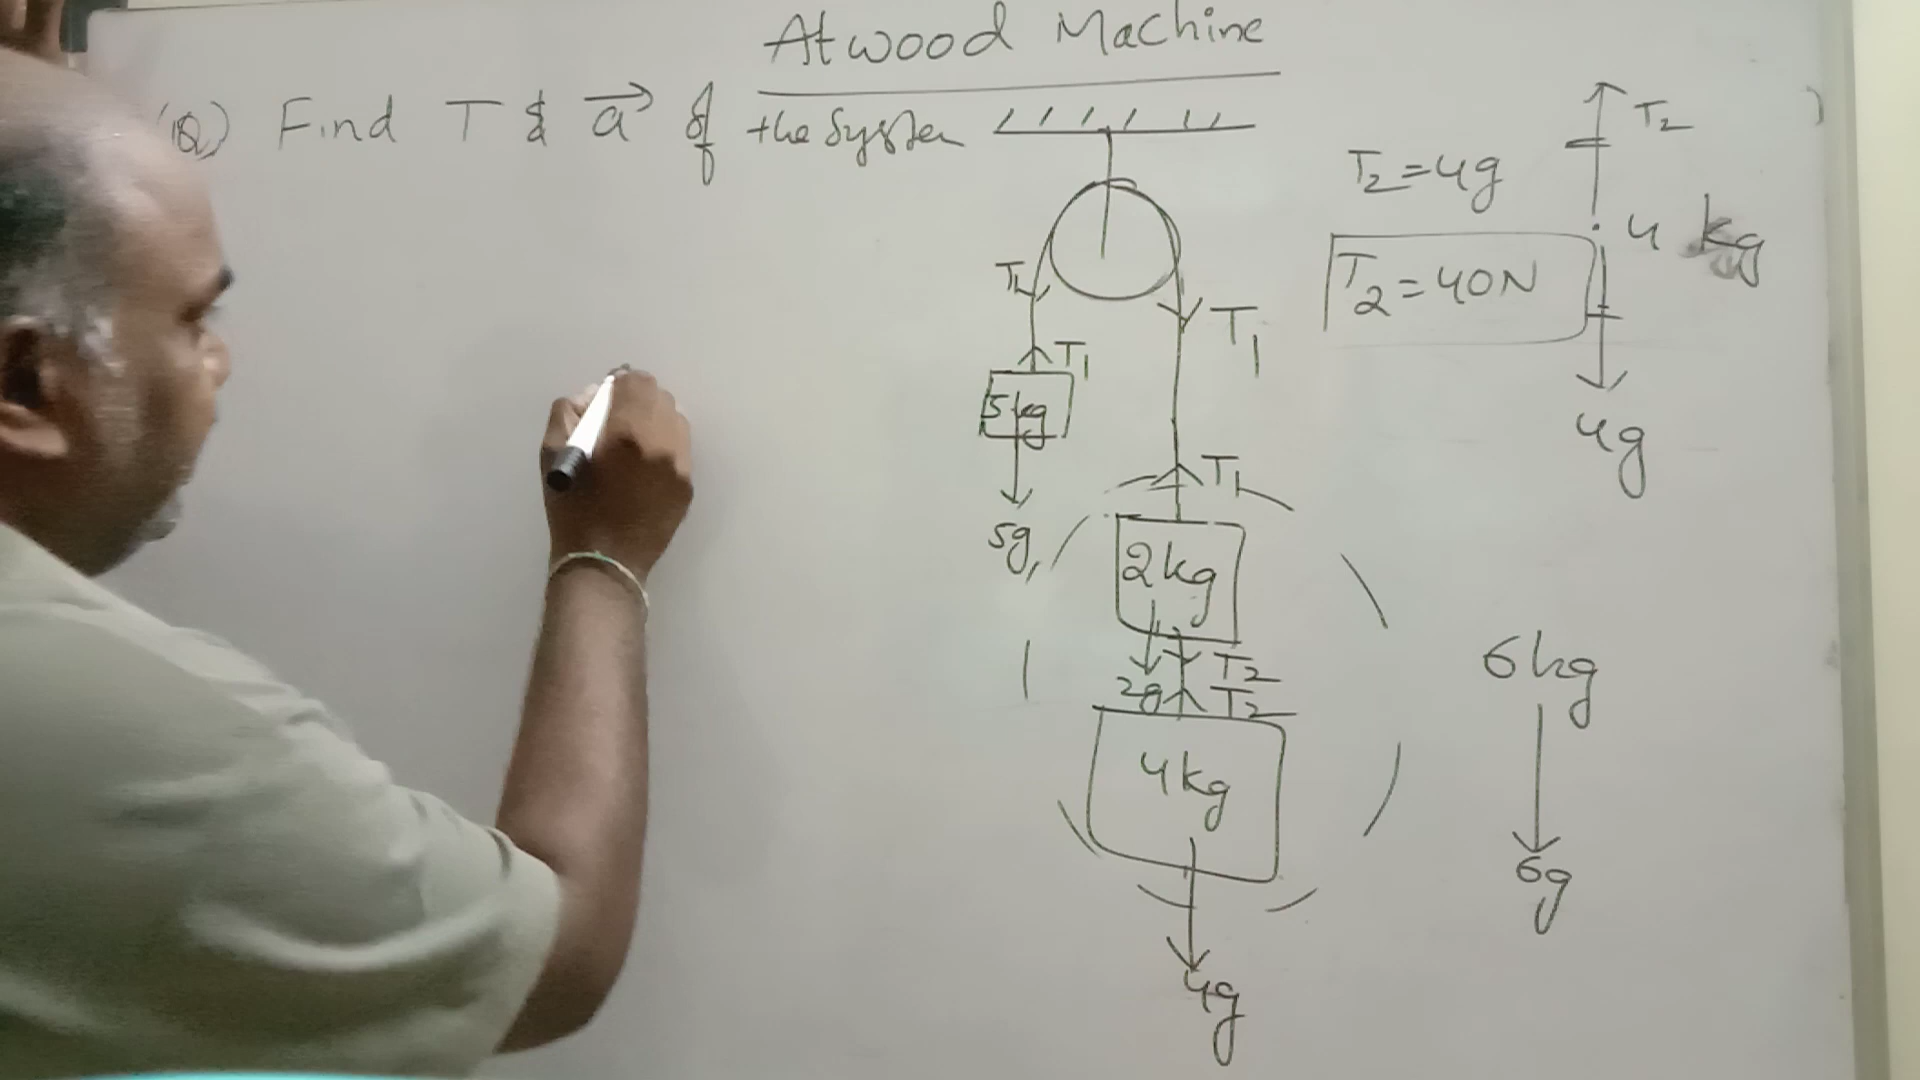 Atwood Machine
(Q) Find T & a of the System
T2
T2=4g
4 kg
T2=40N
4g
T1
T1
T1
5kg
5g
T1
2kg
2g
T2
T2
4kg
4g
6kg
6g